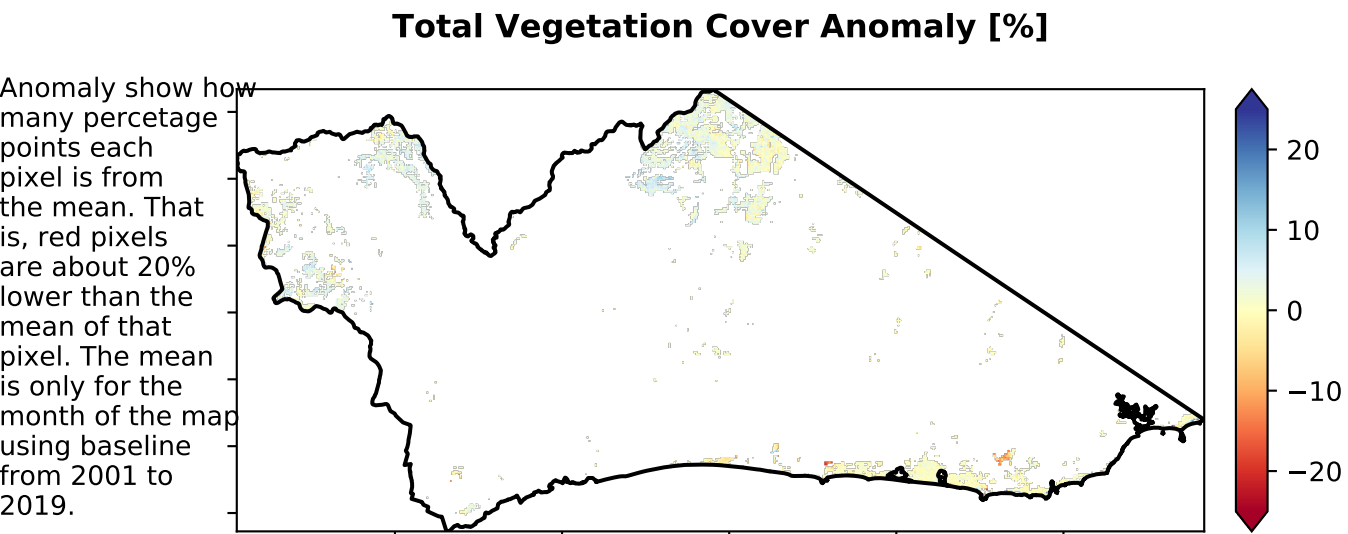 Total Vegetation Cover Anomaly [%]
Anomaly show how
many percetage
points each
pixel is from
the mean. That
is, red pixels
are about 20%
lower than the
mean of that
pixel. The mean
is only for the
month of the map
using baseline
from 2001 to
2019.
20
10
0
−10
−20